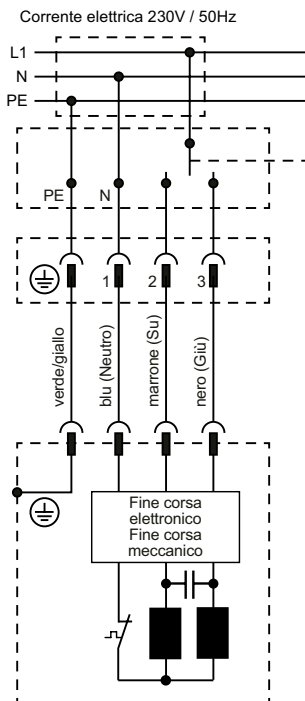 Corrente elettrica 230V / 50Hz
L1
N
PE
PE
N
1
2
3
verde/giallo
blu (Neutro)
marrone (Su)
nero (Giù)
Fine corsa
elettronico
Fine corsa
meccanico